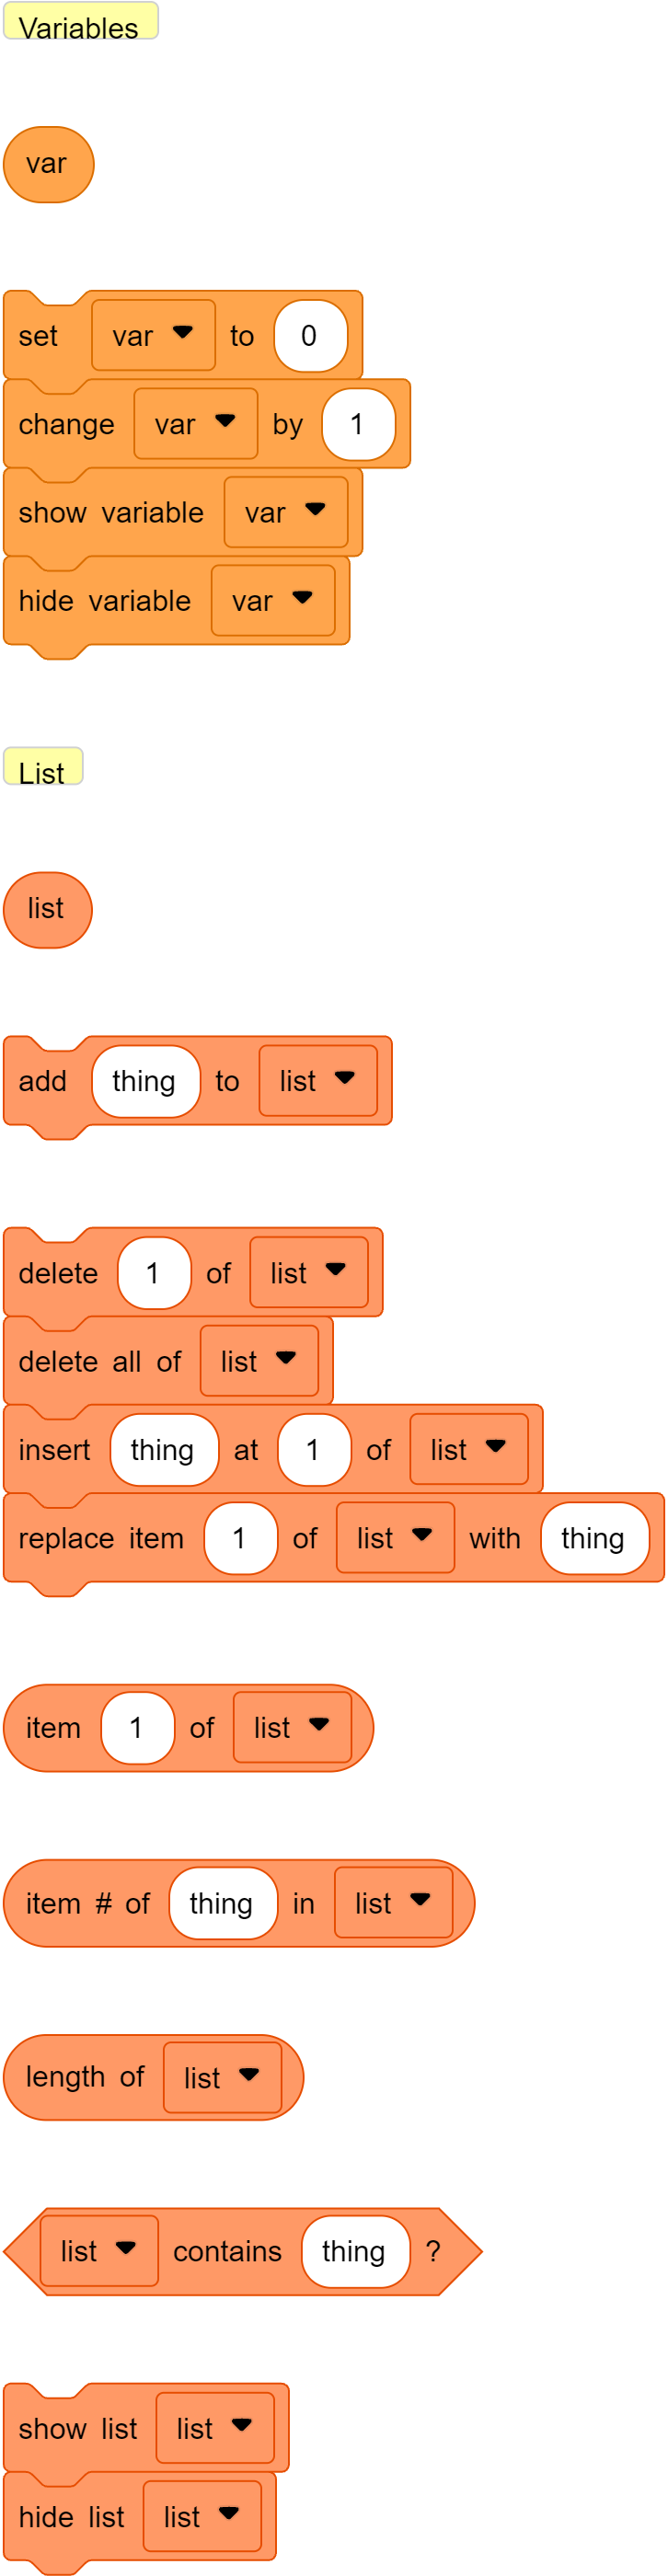 Variables
var
set var to 0
change var by 1
show variable var
hide variable var
List
list
add thing to list
delete 1 of list
delete all of list
insert thing at 1 of list
replace item 1 of list with thing
item 1 of list
item # of thing in list
length of list
list contains thing ?
show list list
hide list list